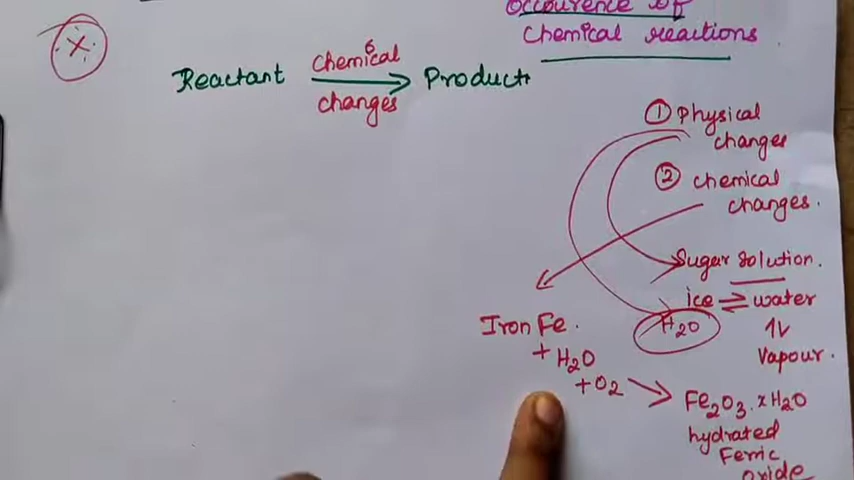 Occurence of
chemical reactions
Reactant chemical changes Product
① Physical
changes
② chemical
changes.
Sugar solution.
ice ⇌ water
H2O
⥮
Vapour.
Iron Fe.
+ H2O
+ O2 → Fe2O3.xH2O
hydrated
Ferric
oxide